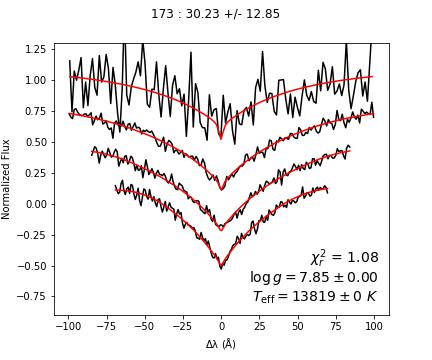 173 : 30.23 +/- 12.85
Normalized Flux
1.25
1.00
0.75
0.50
0.25
0.00
−0.25
−0.50
−0.75
χ²ᵣ = 1.08
log g = 7.85 ± 0.00
Teff = 13819 ± 0 K
−100 −75 −50 −25 0 25 50 75 100
Δλ (Å)